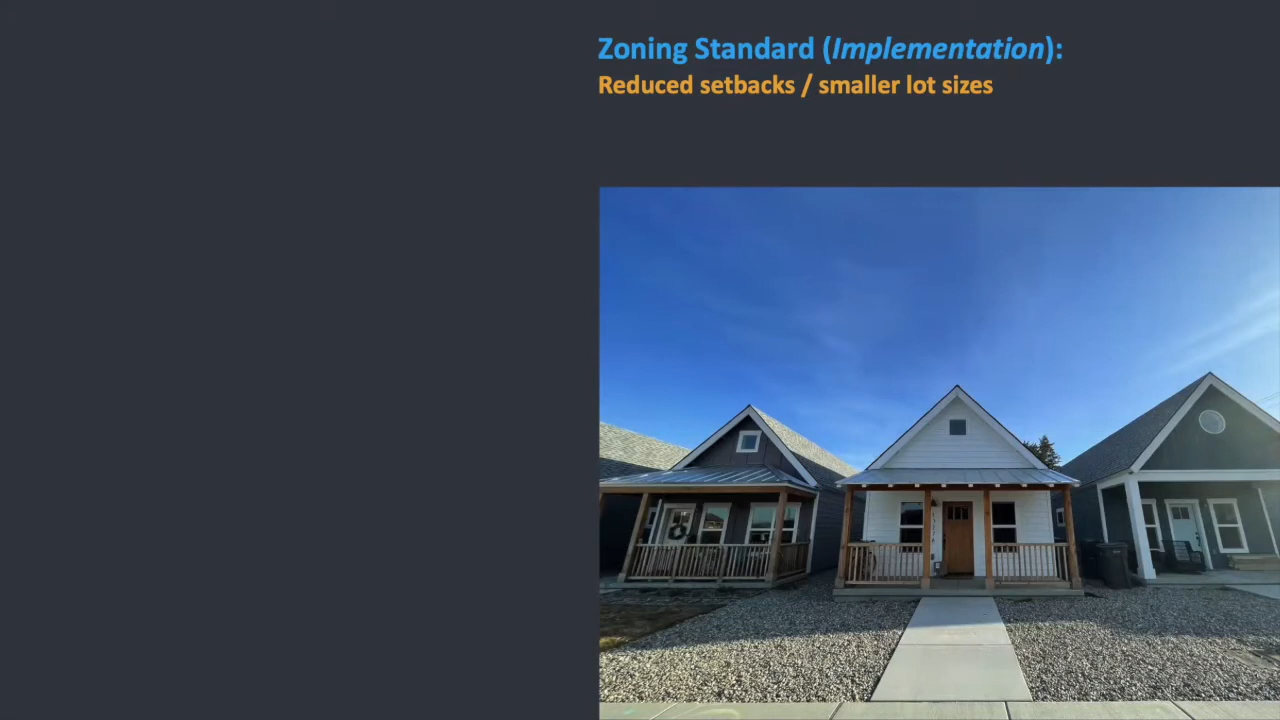 Zoning Standard (Implementation):
Reduced setbacks / smaller lot sizes